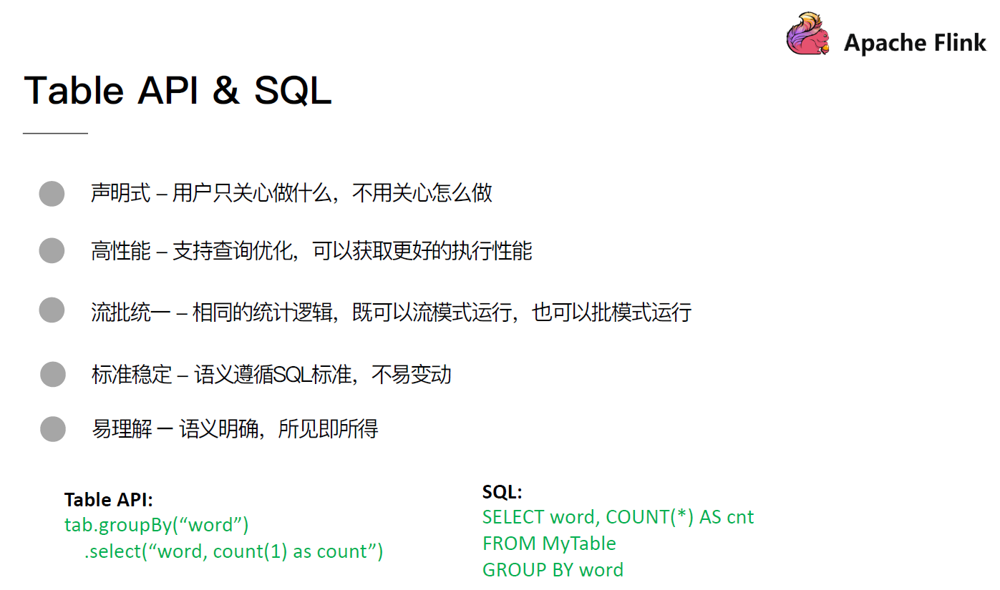 Apache Flink
Table API & SQL
声明式 – 用户只关心做什么，不用关心怎么做
高性能 – 支持查询优化，可以获取更好的执行性能
流批统一 – 相同的统计逻辑，既可以流模式运行，也可以批模式运行
标准稳定 – 语义遵循SQL标准，不易变动
易理解 — 语义明确，所见即所得
Table API:
tab.groupBy(“word”)
.select(“word, count(1) as count”)
SQL:
SELECT word, COUNT(*) AS cnt
FROM MyTable
GROUP BY word